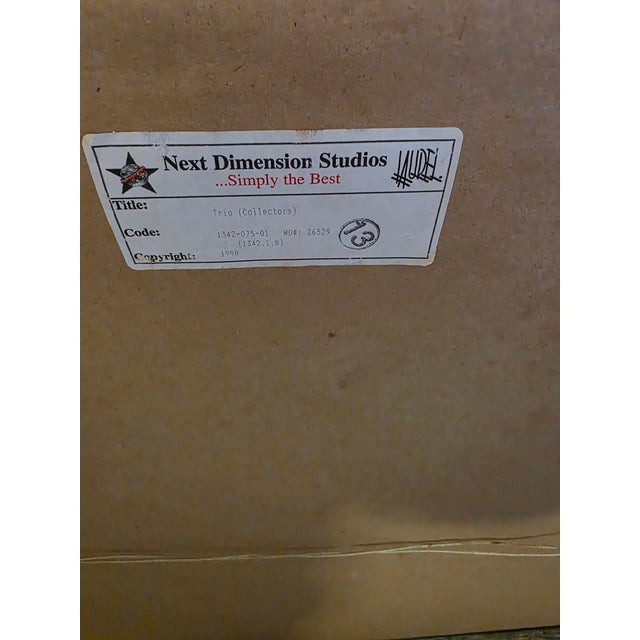 Next Dimension Studios
...Simply the Best
Title: Trio (Collectors)
Code: 1342-075-01 WO#: 26529
(1342.1.B)
13
Copyright: 1998